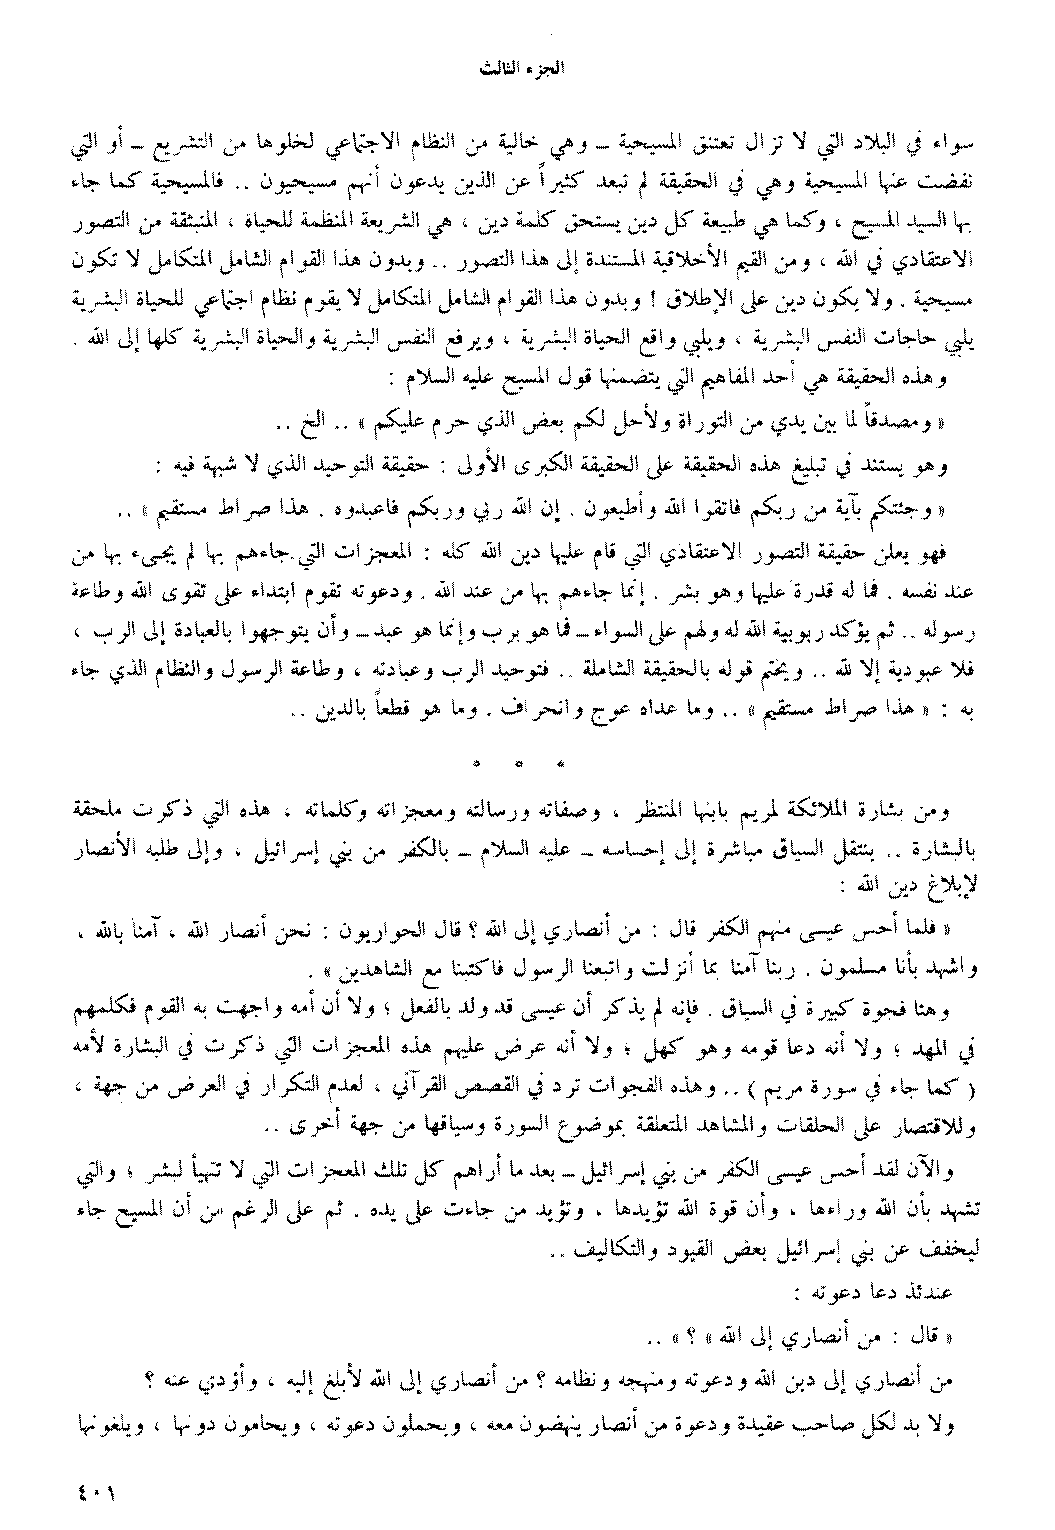 الجزء الثالث
سواء في البلاد التي لا تزال تعتنق المسيحية – وهي خالية من النظام الاجتماعي لخلوها من التشريع – أو التي
نفضت عنها المسيحية وهي في الحقيقة لم تبعد كثيراً عن الذين يدعون أنهم مسيحيون .. فالمسيحية كما جاء
بها السيد المسيح ، وكما هي طبيعة كل دين يستحق كلمة دين ، هي الشريعة المنظمة للحياة ، المنبثقة من التصور
الاعتقادي في الله ، ومن القيم الأخلاقية المستندة إلى هذا التصور .. وبدون هذا القوام الشامل المتكامل لا تكون
مسيحية . ولا يكون دين على الإطلاق ! وبدون هذا القوام الشامل المتكامل لا يقوم نظام اجتماعي للحياة البشرية
يلبي حاجات النفس البشرية ، ويلبي واقع الحياة البشرية ، ويرفع النفس البشرية والحياة البشرية كلها إلى الله .
وهذه الحقيقة هي أحد المفاهيم التي يتضمنها قول المسيح عليه السلام :
« ومصدقاً لما بين يدي من التوراة ولأحل لكم بعض الذي حرم عليكم » .. الخ ..
وهو يستند في تبليغ هذه الحقيقة على الحقيقة الكبرى الأولى : حقيقة التوحيد الذي لا شبهة فيه :
« وجئتكم بآية من ربكم فاتقوا الله وأطيعون . إن الله ربي وربكم فاعبدوه . هذا صراط مستقيم » ..
فهو يعلن حقيقة التصور الاعتقادي التي قام عليها دين الله كله : المعجزات التي جاءهم بها لم يجىء بها من
عند نفسه . فما له قدرة عليها وهو بشر . إنما جاءهم بها من عند الله . ودعوته تقوم ابتداء على تقوى الله وطاعة
رسوله .. ثم يؤكد ربوبية الله له ولهم على السواء – فما هو برب وإنما هو عبد – وأن يتوجهوا بالعبادة إلى الرب ،
فلا عبودية إلا لله .. ويختم قوله بالحقيقة الشاملة .. فتوحيد الرب وعبادته ، وطاعة الرسول والنظام الذي جاء
به : « هذا صراط مستقيم » .. وما عداه عوج وانحراف . وما هو قطعاً بالدين ..
* * *
ومن بشارة الملائكة لمريم بابنها المنتظر ، وصفاته ورسالته ومعجزاته وكلماته ، هذه التي ذكرت ملحقة
بالبشارة .. ينتقل السياق مباشرة إلى إحساسه – عليه السلام – بالكفر من بني إسرائيل ، وإلى طلبه الأنصار
لإبلاغ دين الله :
« فلما أحس عيسى منهم الكفر قال : من أنصاري إلى الله ؟ قال الحواريون : نحن أنصار الله ، آمنا بالله ،
واشهد بأنا مسلمون . ربنا آمنا بما أنزلت واتبعنا الرسول فاكتبنا مع الشاهدين » .
وهنا فجوة كبيرة في السياق . فإنه لم يذكر أن عيسى قد ولد بالفعل ؛ ولا أن أمه واجهت به القوم فكلمهم
في المهد ؛ ولا أنه دعا قومه وهو كهل ؛ ولا أنه عرض عليهم هذه المعجزات التي ذكرت في البشارة لأمه
( كما جاء في سورة مريم ) .. وهذه الفجوات ترد في القصص القرآني ، لعدم التكرار في العرض من جهة ،
وللاقتصار على الحلقات والمشاهد المتعلقة بموضوع السورة وسياقها من جهة أخرى ..
والآن لقد أحس عيسى الكفر من بني إسرائيل – بعد ما أراهم كل تلك المعجزات التي لا تتهيأ لبشر ؛ والتي
تشهد بأن الله وراءها ، وأن قوة الله تؤيدها ، وتؤيد من جاءت على يده . ثم على الرغم من أن المسيح جاء
ليخفف عن بني إسرائيل بعض القيود والتكاليف ..
عندئذ دعا دعوته :
« قال : من أنصاري إلى الله » ؟ » ..
من أنصاري إلى دين الله ودعوته ومنهجه ونظامه ؟ من أنصاري إلى الله لأبلغ إليه ، وأؤدي عنه ؟
ولا بد لكل صاحب عقيدة ودعوة من أنصار ينهضون معه ، ويحملون دعوته ، ويحامون دونها ، ويلغونها
٤٠١